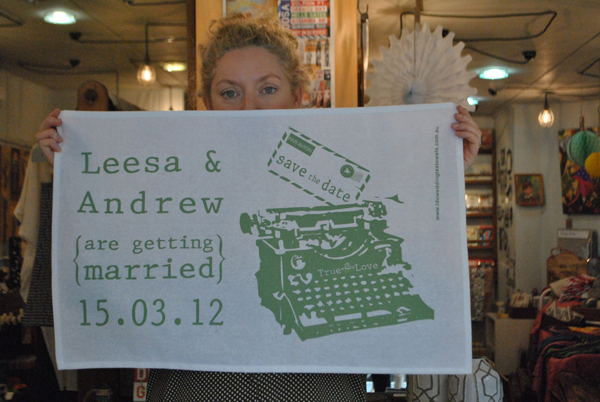 Leesa &
Andrew
{are getting
married}
15.03.12
save the date
True Love